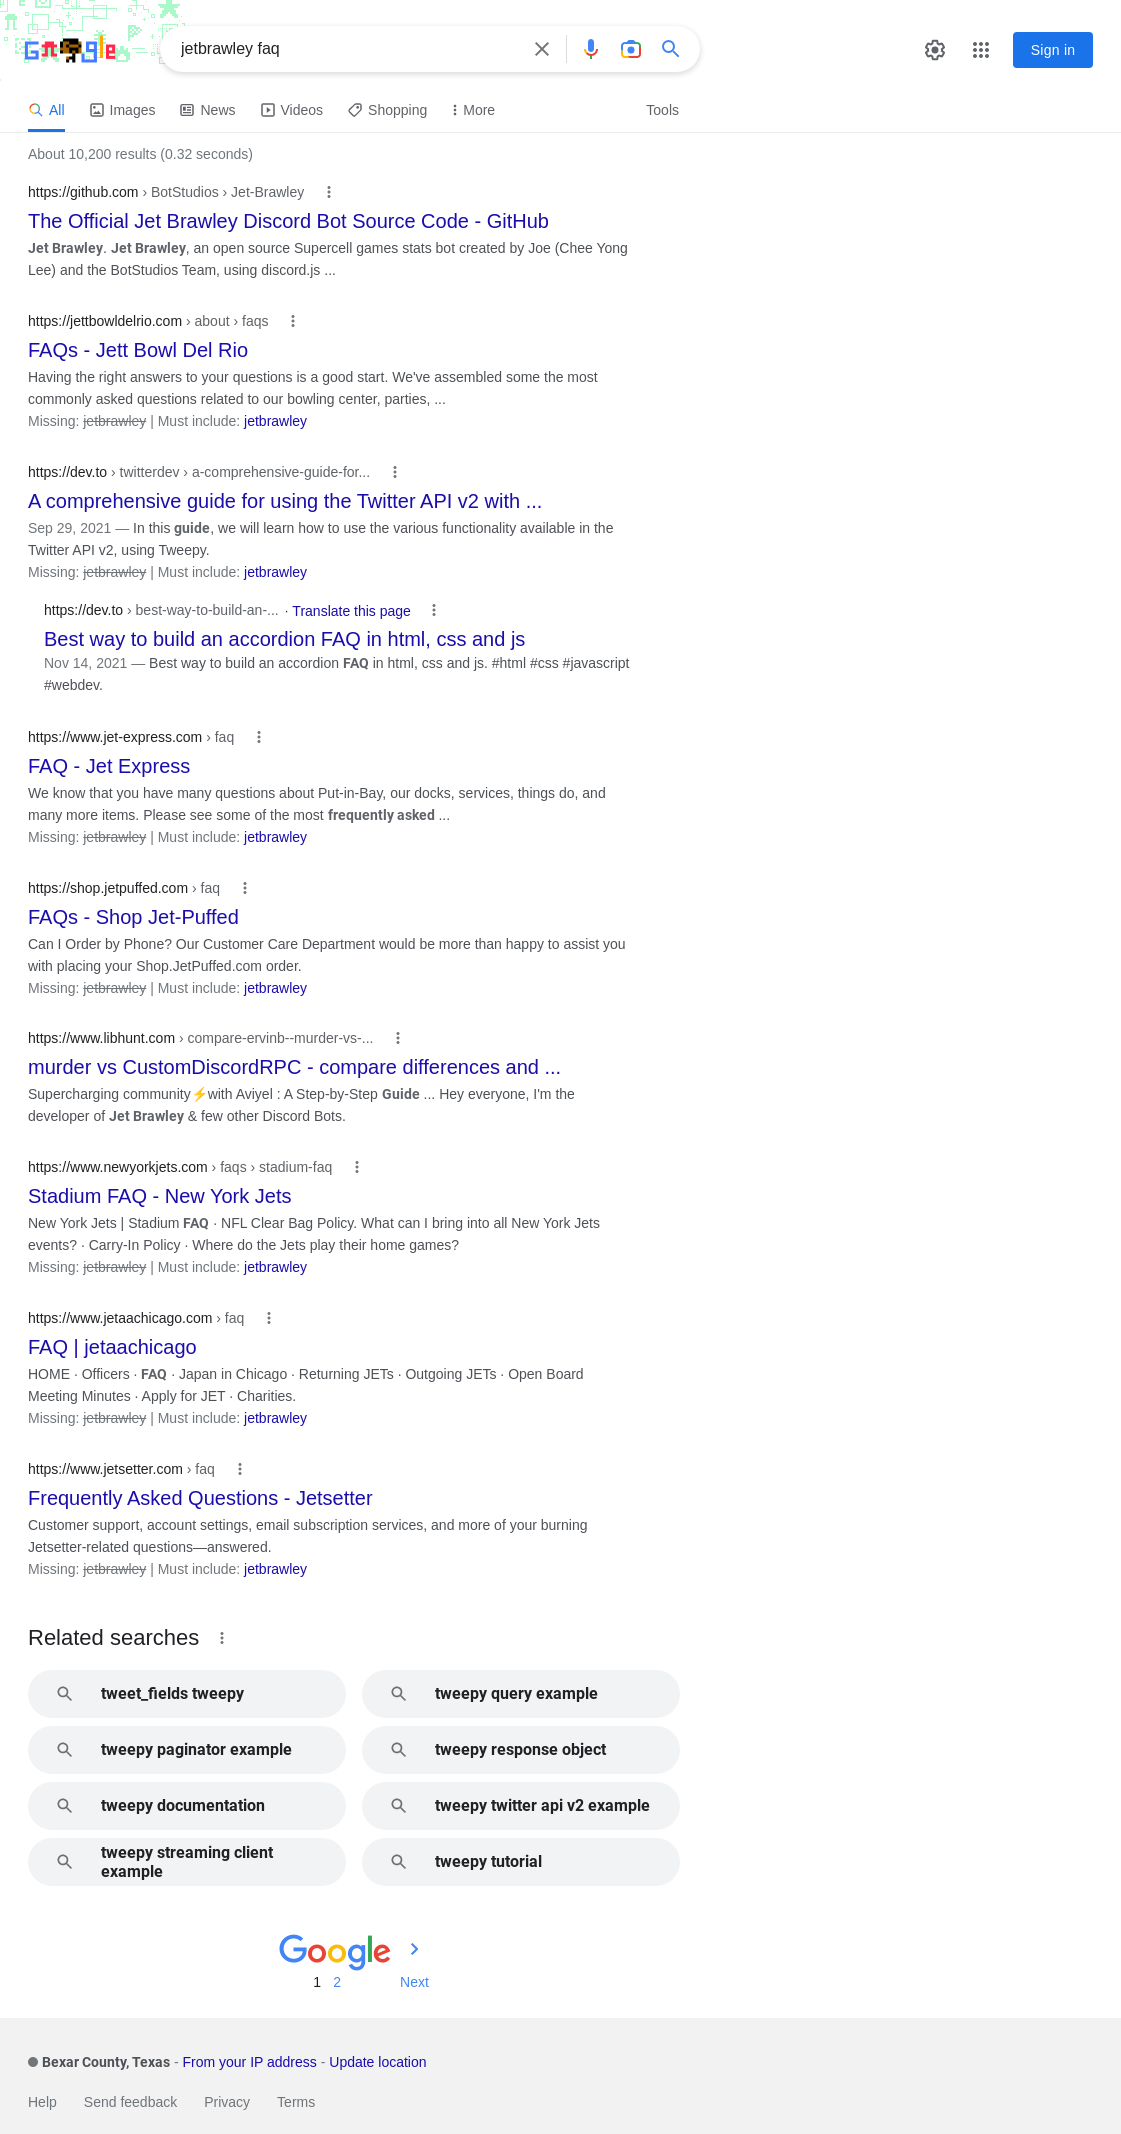 Google
jetbrawley faq
Sign in
All
Images
News
Videos
Shopping
More
Tools
About 10,200 results (0.32 seconds)
https://github.com › BotStudios › Jet-Brawley
The Official Jet Brawley Discord Bot Source Code - GitHub
Jet Brawley. Jet Brawley, an open source Supercell games stats bot created by Joe (Chee Yong
Lee) and the BotStudios Team, using discord.js ...
https://jettbowldelrio.com › about › faqs
FAQs - Jett Bowl Del Rio
Having the right answers to your questions is a good start. We've assembled some the most
commonly asked questions related to our bowling center, parties, ...
Missing: jetbrawley | Must include: jetbrawley
https://dev.to › twitterdev › a-comprehensive-guide-for...
A comprehensive guide for using the Twitter API v2 with ...
Sep 29, 2021 — In this guide, we will learn how to use the various functionality available in the
Twitter API v2, using Tweepy.
Missing: jetbrawley | Must include: jetbrawley
https://dev.to › best-way-to-build-an-... · Translate this page
Best way to build an accordion FAQ in html, css and js
Nov 14, 2021 — Best way to build an accordion FAQ in html, css and js. #html #css #javascript
#webdev.
https://www.jet-express.com › faq
FAQ - Jet Express
We know that you have many questions about Put-in-Bay, our docks, services, things do, and
many more items. Please see some of the most frequently asked ...
Missing: jetbrawley | Must include: jetbrawley
https://shop.jetpuffed.com › faq
FAQs - Shop Jet-Puffed
Can I Order by Phone? Our Customer Care Department would be more than happy to assist you
with placing your Shop.JetPuffed.com order.
Missing: jetbrawley | Must include: jetbrawley
https://www.libhunt.com › compare-ervinb--murder-vs-...
murder vs CustomDiscordRPC - compare differences and ...
Supercharging community⚡with Aviyel : A Step-by-Step Guide ... Hey everyone, I'm the
developer of Jet Brawley & few other Discord Bots.
https://www.newyorkjets.com › faqs › stadium-faq
Stadium FAQ - New York Jets
New York Jets | Stadium FAQ · NFL Clear Bag Policy. What can I bring into all New York Jets
events? · Carry-In Policy · Where do the Jets play their home games?
Missing: jetbrawley | Must include: jetbrawley
https://www.jetaachicago.com › faq
FAQ | jetaachicago
HOME · Officers · FAQ · Japan in Chicago · Returning JETs · Outgoing JETs · Open Board
Meeting Minutes · Apply for JET · Charities.
Missing: jetbrawley | Must include: jetbrawley
https://www.jetsetter.com › faq
Frequently Asked Questions - Jetsetter
Customer support, account settings, email subscription services, and more of your burning
Jetsetter-related questions—answered.
Missing: jetbrawley | Must include: jetbrawley
Related searches
tweet_fields tweepy
tweepy query example
tweepy paginator example
tweepy response object
tweepy documentation
tweepy twitter api v2 example
tweepy streaming client
example
tweepy tutorial
Google
1 2 Next
Bexar County, Texas - From your IP address - Update location
Help Send feedback Privacy Terms